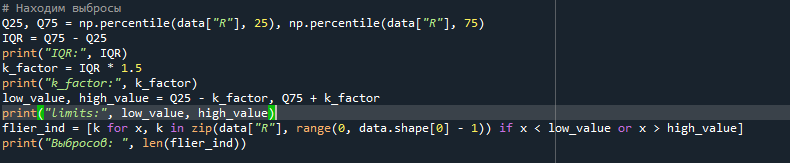 # Находим выбросы
Q25, Q75 = np.percentile(data["R"], 25), np.percentile(data["R"], 75)
IQR = Q75 - Q25
print("IQR:", IQR)
k_factor = IQR * 1.5
print("k_factor:", k_factor)
low_value, high_value = Q25 - k_factor, Q75 + k_factor
print("limits:", low_value, high_value)
flier_ind = [k for x, k in zip(data["R"], range(0, data.shape[0] - 1)) if x < low_value or x > high_value]
print("Выбросов: ", len(flier_ind))